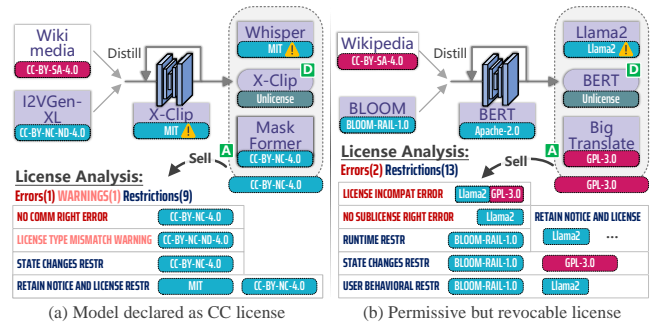 Wiki
media
CC-BY-SA-4.0
I2VGen-
XL
CC-BY-NC-ND-4.0
Distill
X-Clip
MIT
Whisper
MIT
D
X-Clip
Unlicense
Mask
Former
CC-BY-NC-4.0
A
CC-BY-NC-4.0
Sell
License Analysis:
Errors(1) WARNINGS(1) Restrictions(9)
NO COMM RIGHT ERROR CC-BY-NC-4.0
LICENSE TYPE MISMATCH WARNING CC-BY-NC-ND-4.0
STATE CHANGES RESTR CC-BY-NC-4.0
RETAIN NOTICE AND LICENSE RESTR MIT CC-BY-NC-4.0
(a) Model declared as CC license
Wikipedia
CC-BY-SA-4.0
BLOOM
BLOOM-RAIL-1.0
Distill
BERT
Apache-2.0
Llama2
Llama2
D
BERT
Unlicense
Big
Translate
GPL-3.0
A
GPL-3.0
Sell
License Analysis:
Errors(2) Restrictions(13)
LICENSE INCOMPAT ERROR Llama2 GPL-3.0
NO SUBLICENSE RIGHT ERROR Llama2
RETAIN NOTICE AND LICENSE
RUNTIME RESTR BLOOM-RAIL-1.0
Llama2 ...
STATE CHANGES RESTR BLOOM-RAIL-1.0 GPL-3.0
USER BEHAVIORAL RESTR BLOOM-RAIL-1.0 Llama2
(b) Permissive but revocable license